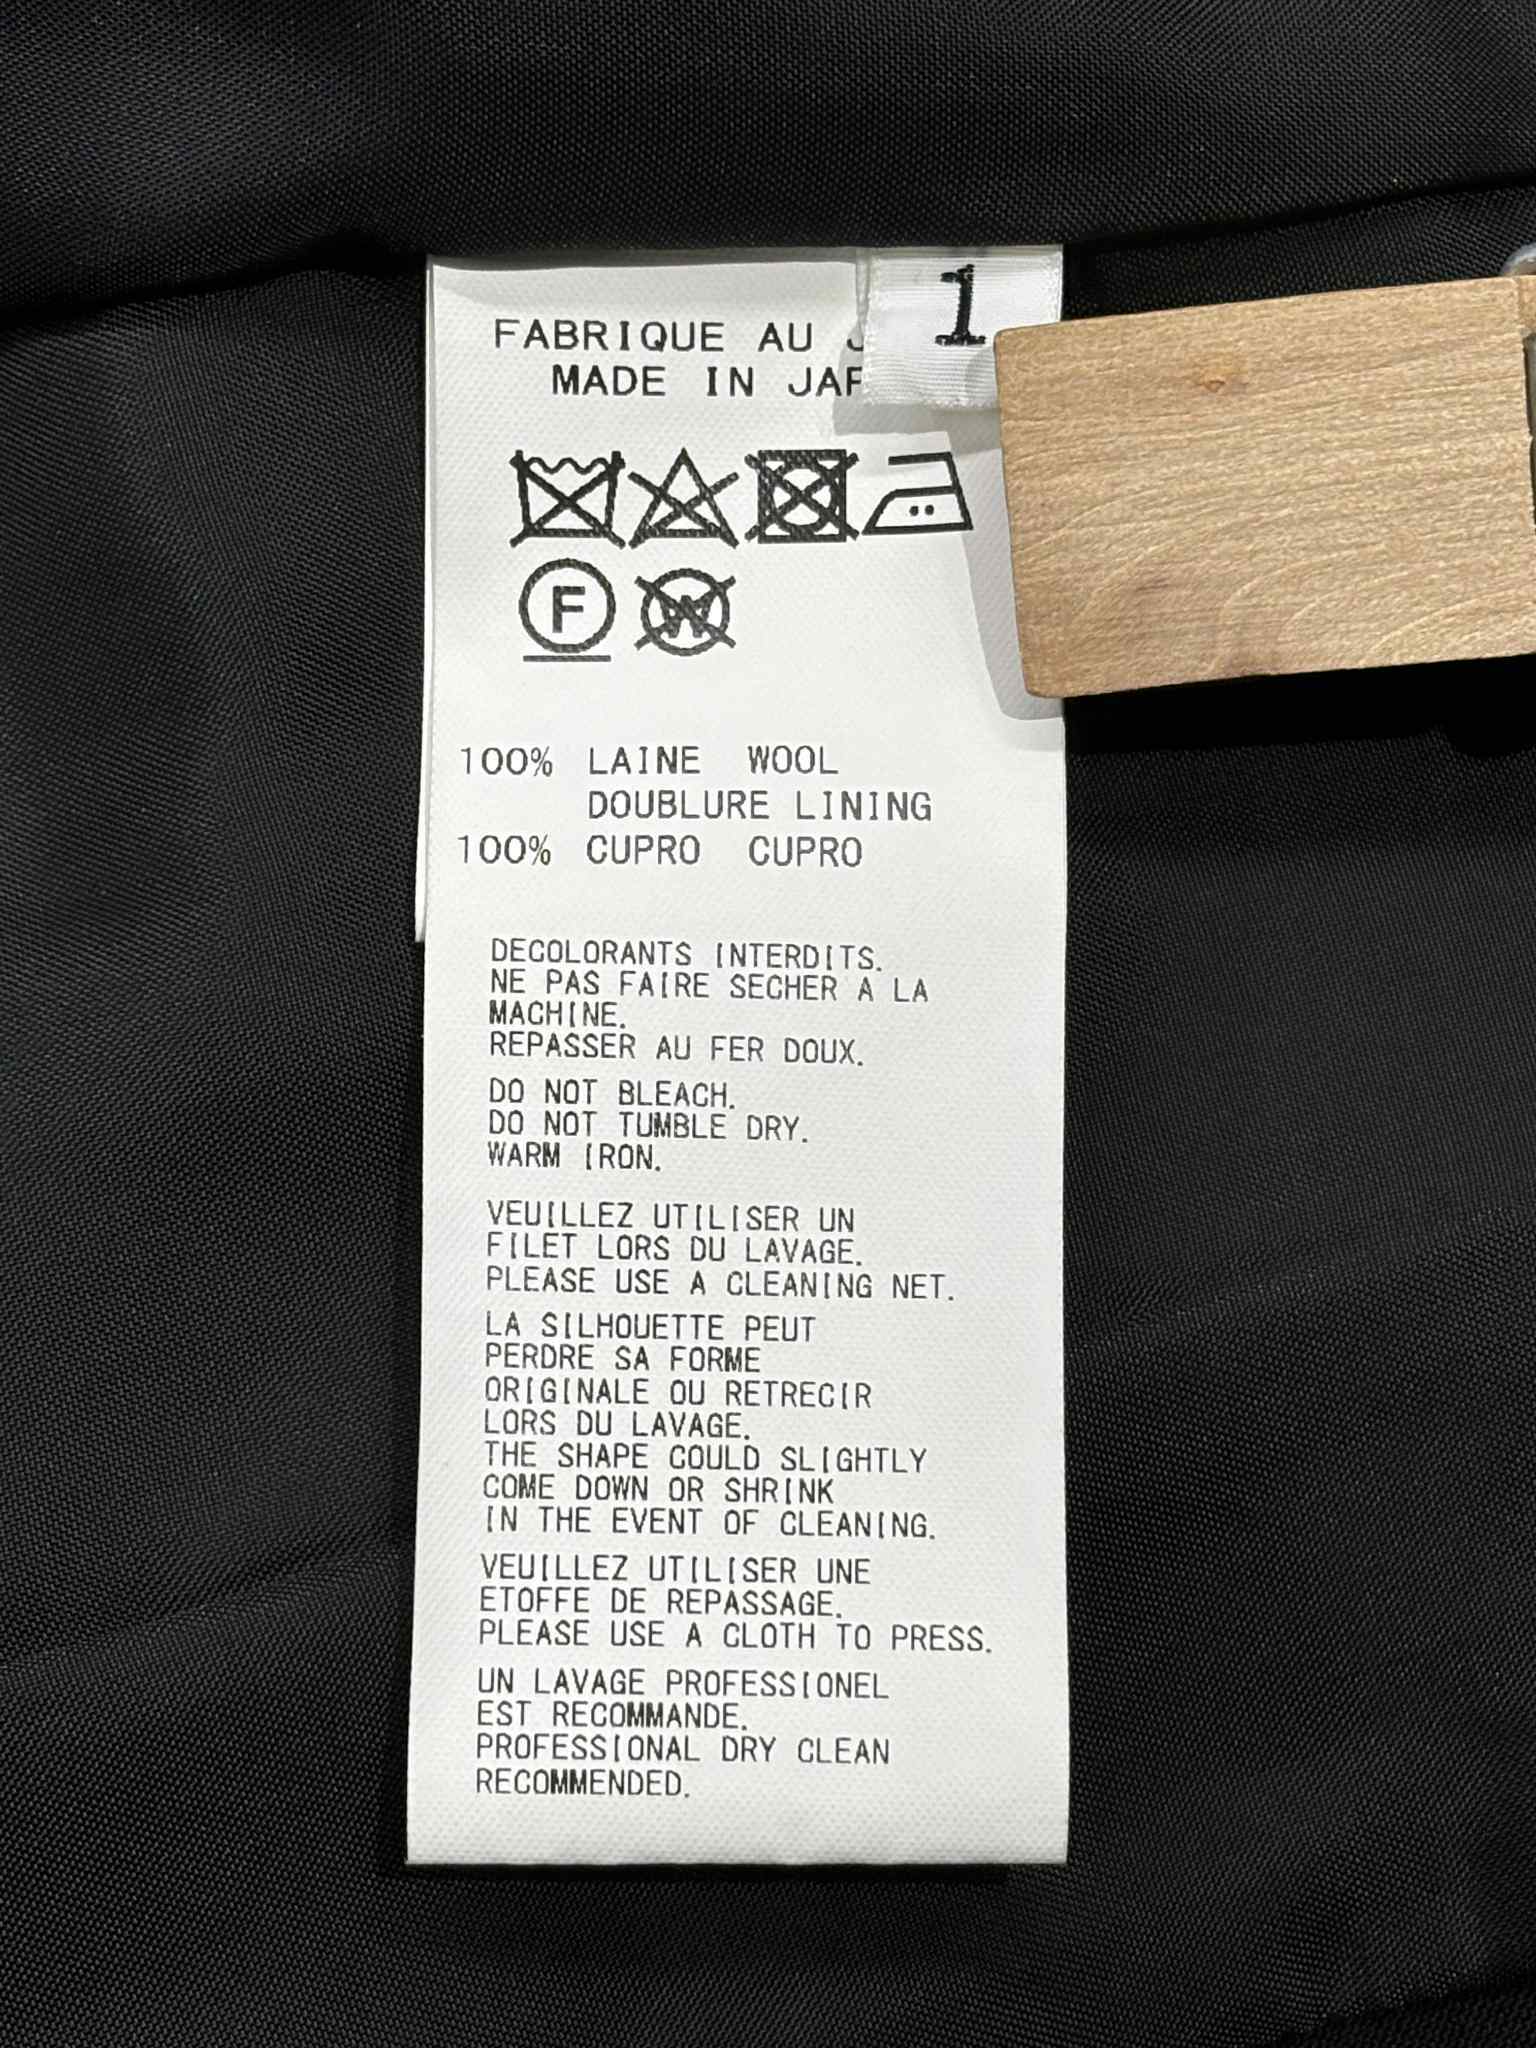 FABRIQUE AU
1
MADE IN
F
W
100% LAINE WOOL
DOUBLURE LINING
100% CUPRO CUPRO
DECOLORANTS INTERDITS.
NE PAS FAIRE SECHER A LA
MACHINE.
REPASSER AU FER DOUX.
DO NOT BLEACH.
DO NOT TUMBLE DRY.
WARM IRON.
VEUILLEZ UTILISER UN
FILET LORS DU LAVAGE.
PLEASE USE A CLEANING NET.
LA SILHOUETTE PEUT
PERDRE SA FORME
ORIGINALE OU RETRECIR
LORS DU LAVAGE.
THE SHAPE COULD SLIGHTLY
COME DOWN OR SHRINK
IN THE EVENT OF CLEANING.
VEUILLEZ UTILISER UNE
ETOFFE DE REPASSAGE.
PLEASE USE A CLOTH TO PRESS.
UN LAVAGE PROFESSIONEL
EST RECOMMANDE.
PROFESSIONAL DRY CLEAN
RECOMMENDED.